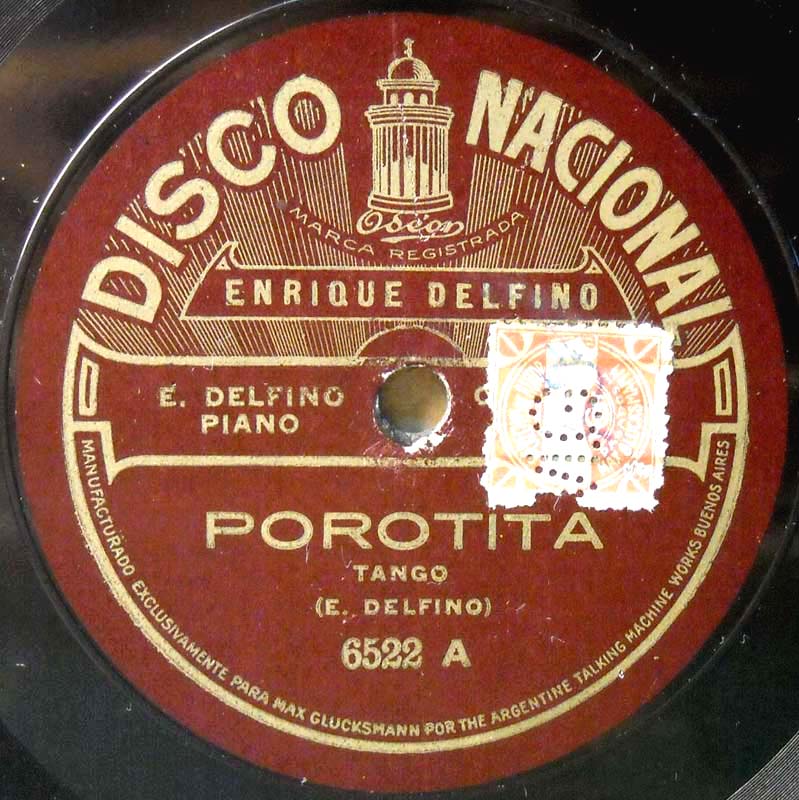 DISCO NACIONAL
Odeon
MARCA REGISTRADA
ENRIQUE DELFINO
E. DELFINO
PIANO
POROTITA
TANGO
(E. DELFINO)
6522 A
MANUFACTURADO EXCLUSIVAMENTE PARA MAX GLUCKSMANN POR THE ARGENTINE TALKING MACHINE WORKS BUENOS AIRES